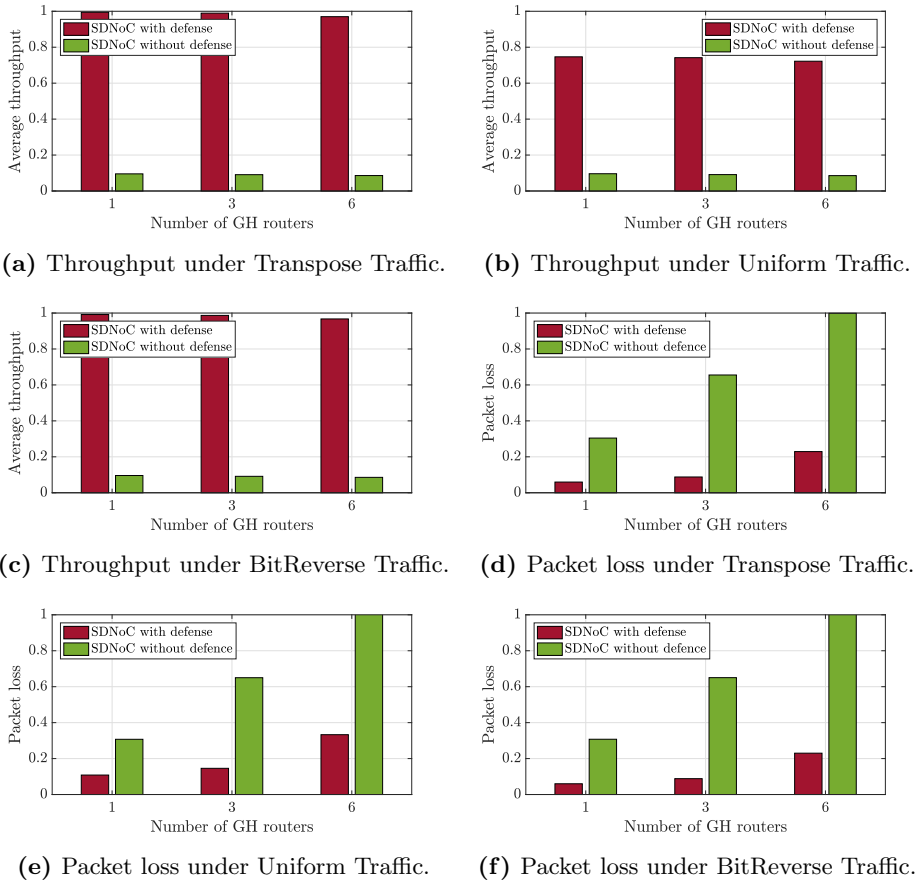 1
0.8
0.6
0.4
0.2
0
Average throughput
SDNoC with defense
SDNoC without defense
1 3 6
Number of GH routers
(a) Throughput under Transpose Traffic.
1
0.8
0.6
0.4
0.2
0
Average throughput
SDNoC with defense
SDNoC without defense
1 3 6
Number of GH routers
(b) Throughput under Uniform Traffic.
1
0.8
0.6
0.4
0.2
0
Average throughput
SDNoC with defense
SDNoC without defense
1 3 6
Number of GH routers
(c) Throughput under BitReverse Traffic.
1
0.8
0.6
0.4
0.2
0
Packet loss
SDNoC with defense
SDNoC without defence
1 3 6
Number of GH routers
(d) Packet loss under Transpose Traffic.
1
0.8
0.6
0.4
0.2
0
Packet loss
SDNoC with defense
SDNoC without defence
1 3 6
Number of GH routers
(e) Packet loss under Uniform Traffic.
1
0.8
0.6
0.4
0.2
0
Packet loss
SDNoC with defense
SDNoC without defence
1 3 6
Number of GH routers
(f) Packet loss under BitReverse Traffic.